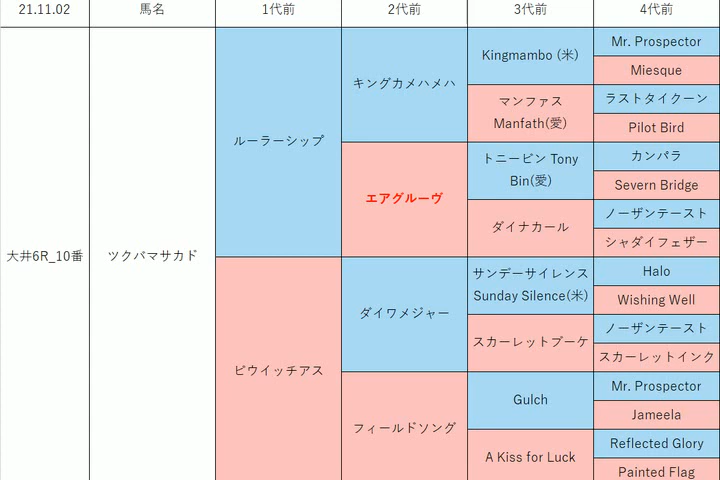 21.11.02 馬名 1代前 2代前 3代前 4代前
大井6R_10番
ツクバマサカド
ルーラーシップ
キングカメハメハ
Kingmambo (米)
Mr. Prospector
Miesque
マンファス
Manfath(愛)
ラストタイクーン
Pilot Bird
エアグルーヴ
トニービン Tony
Bin(愛)
カンパラ
Severn Bridge
ダイナカール
ノーザンテースト
シャダイフェザー
ビウイッチアス
ダイワメジャー
サンデーサイレンス
Sunday Silence(米)
Halo
Wishing Well
スカーレットブーケ
ノーザンテースト
スカーレットインク
フィールドソング
Gulch
Mr. Prospector
Jameela
A Kiss for Luck
Reflected Glory
Painted Flag